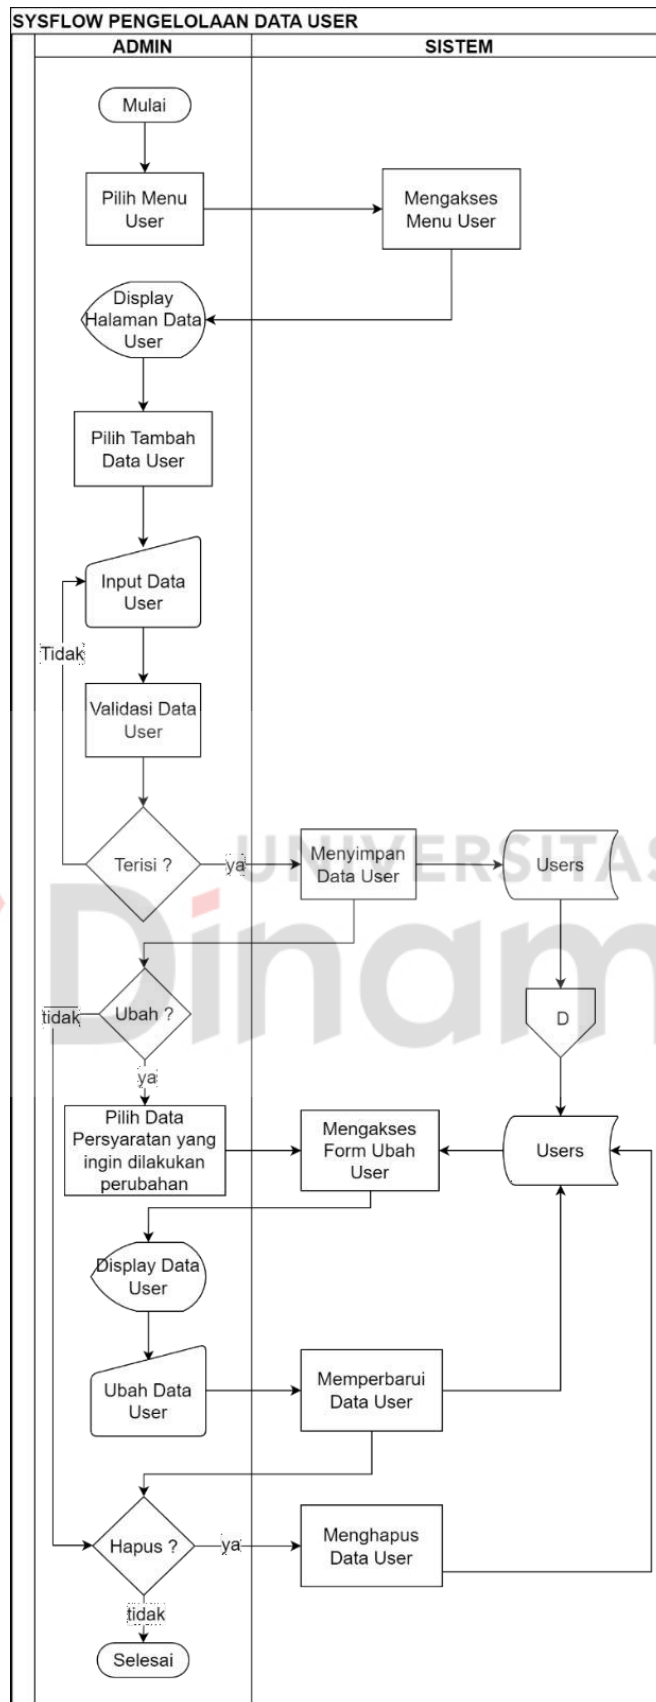 SYSFLOW PENGELOLAAN DATA USER
ADMIN
SISTEM
Mulai
Pilih Menu
User
Mengakses
Menu User
Display
Halaman Data
User
Pilih Tambah
Data User
Input Data
User
Tidak
Validasi Data
User
Terisi ?
ya
Menyimpan
Data User
Users
UNIVERSITAS
Dinam
Ubah ?
tidak
D
ya
Pilih Data
Persyaratan yang
ingin dilakukan
perubahan
Mengakses
Form Ubah
User
Users
Display Data
User
Ubah Data
User
Memperbarui
Data User
Hapus ?
ya
Menghapus
Data User
tidak
Selesai